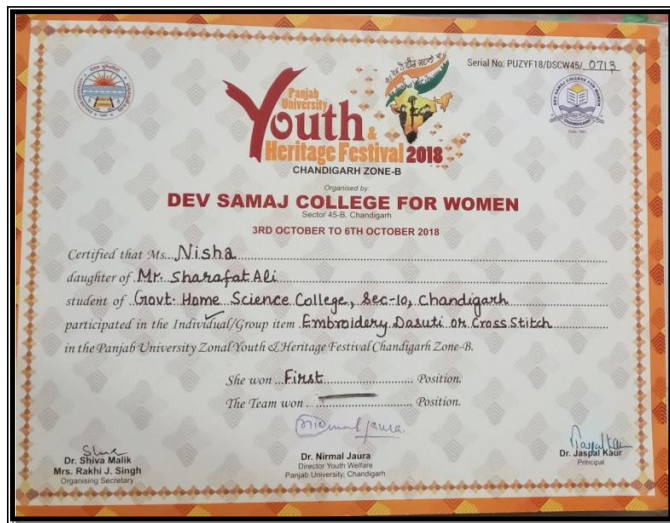 Serial No: PUZYF18/DSCW45/ 0713
Panjab
University
Youth &
Heritage Festival 2018
CHANDIGARH ZONE-B
Organised by:
DEV SAMAJ COLLEGE FOR WOMEN
Sector 45-B, Chandigarh
3RD OCTOBER TO 6TH OCTOBER 2018
Certified that Ms. Nisha
daughter of Mr. Sharafat Ali
student of Govt. Home Science College, Sec-10, Chandigarh
participated in the Individual/Group item Embroidery Dasuti or Cross Stitch
in the Panjab University Zonal Youth & Heritage Festival Chandigarh Zone-B.
She won First Position.
The Team won Position.
Dr. Shiva Malik
Mrs. Rakhi J. Singh
Organising Secretary
Dr. Nirmal Jaura
Director Youth Welfare
Panjab University, Chandigarh
Dr. Jaspal Kaur
Principal